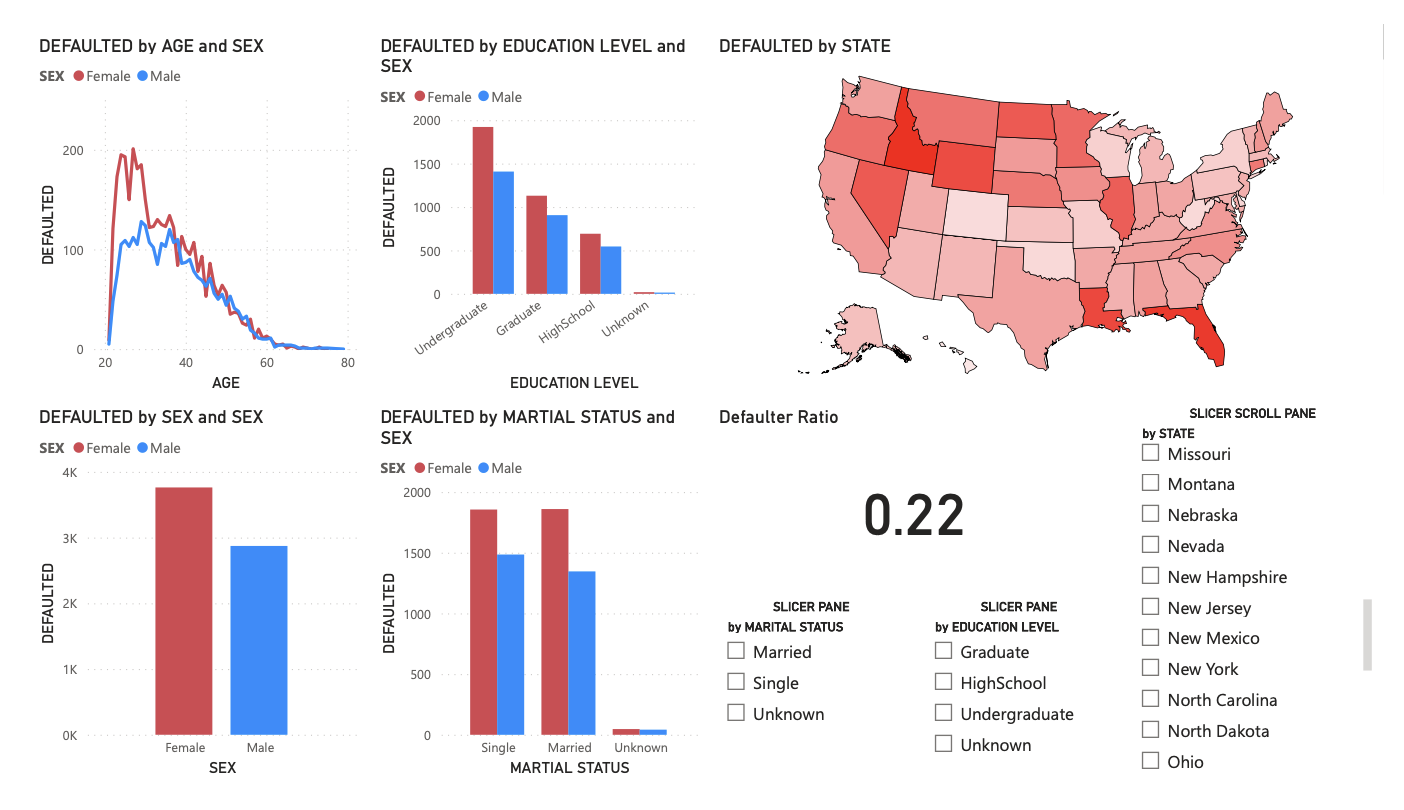 DEFAULTED by AGE and SEX
SEX Female Male
200
100
0
DEFAULTED
20 40 60 80
AGE
DEFAULTED by EDUCATION LEVEL and
SEX
SEX Female Male
2000
1500
1000
500
0
DEFAULTED
Undergraduate
Graduate
HighSchool
Unknown
EDUCATION LEVEL
DEFAULTED by STATE
DEFAULTED by SEX and SEX
SEX Female Male
4K
3K
2K
1K
0K
DEFAULTED
Female Male
SEX
DEFAULTED by MARTIAL STATUS and
SEX
SEX Female Male
2000
1500
1000
500
0
DEFAULTED
Single Married Unknown
MARTIAL STATUS
Defaulter Ratio
0.22
SLICER PANE
by MARITAL STATUS
Married
Single
Unknown
SLICER PANE
by EDUCATION LEVEL
Graduate
HighSchool
Undergraduate
Unknown
SLICER SCROLL PANE
by STATE
Missouri
Montana
Nebraska
Nevada
New Hampshire
New Jersey
New Mexico
New York
North Carolina
North Dakota
Ohio